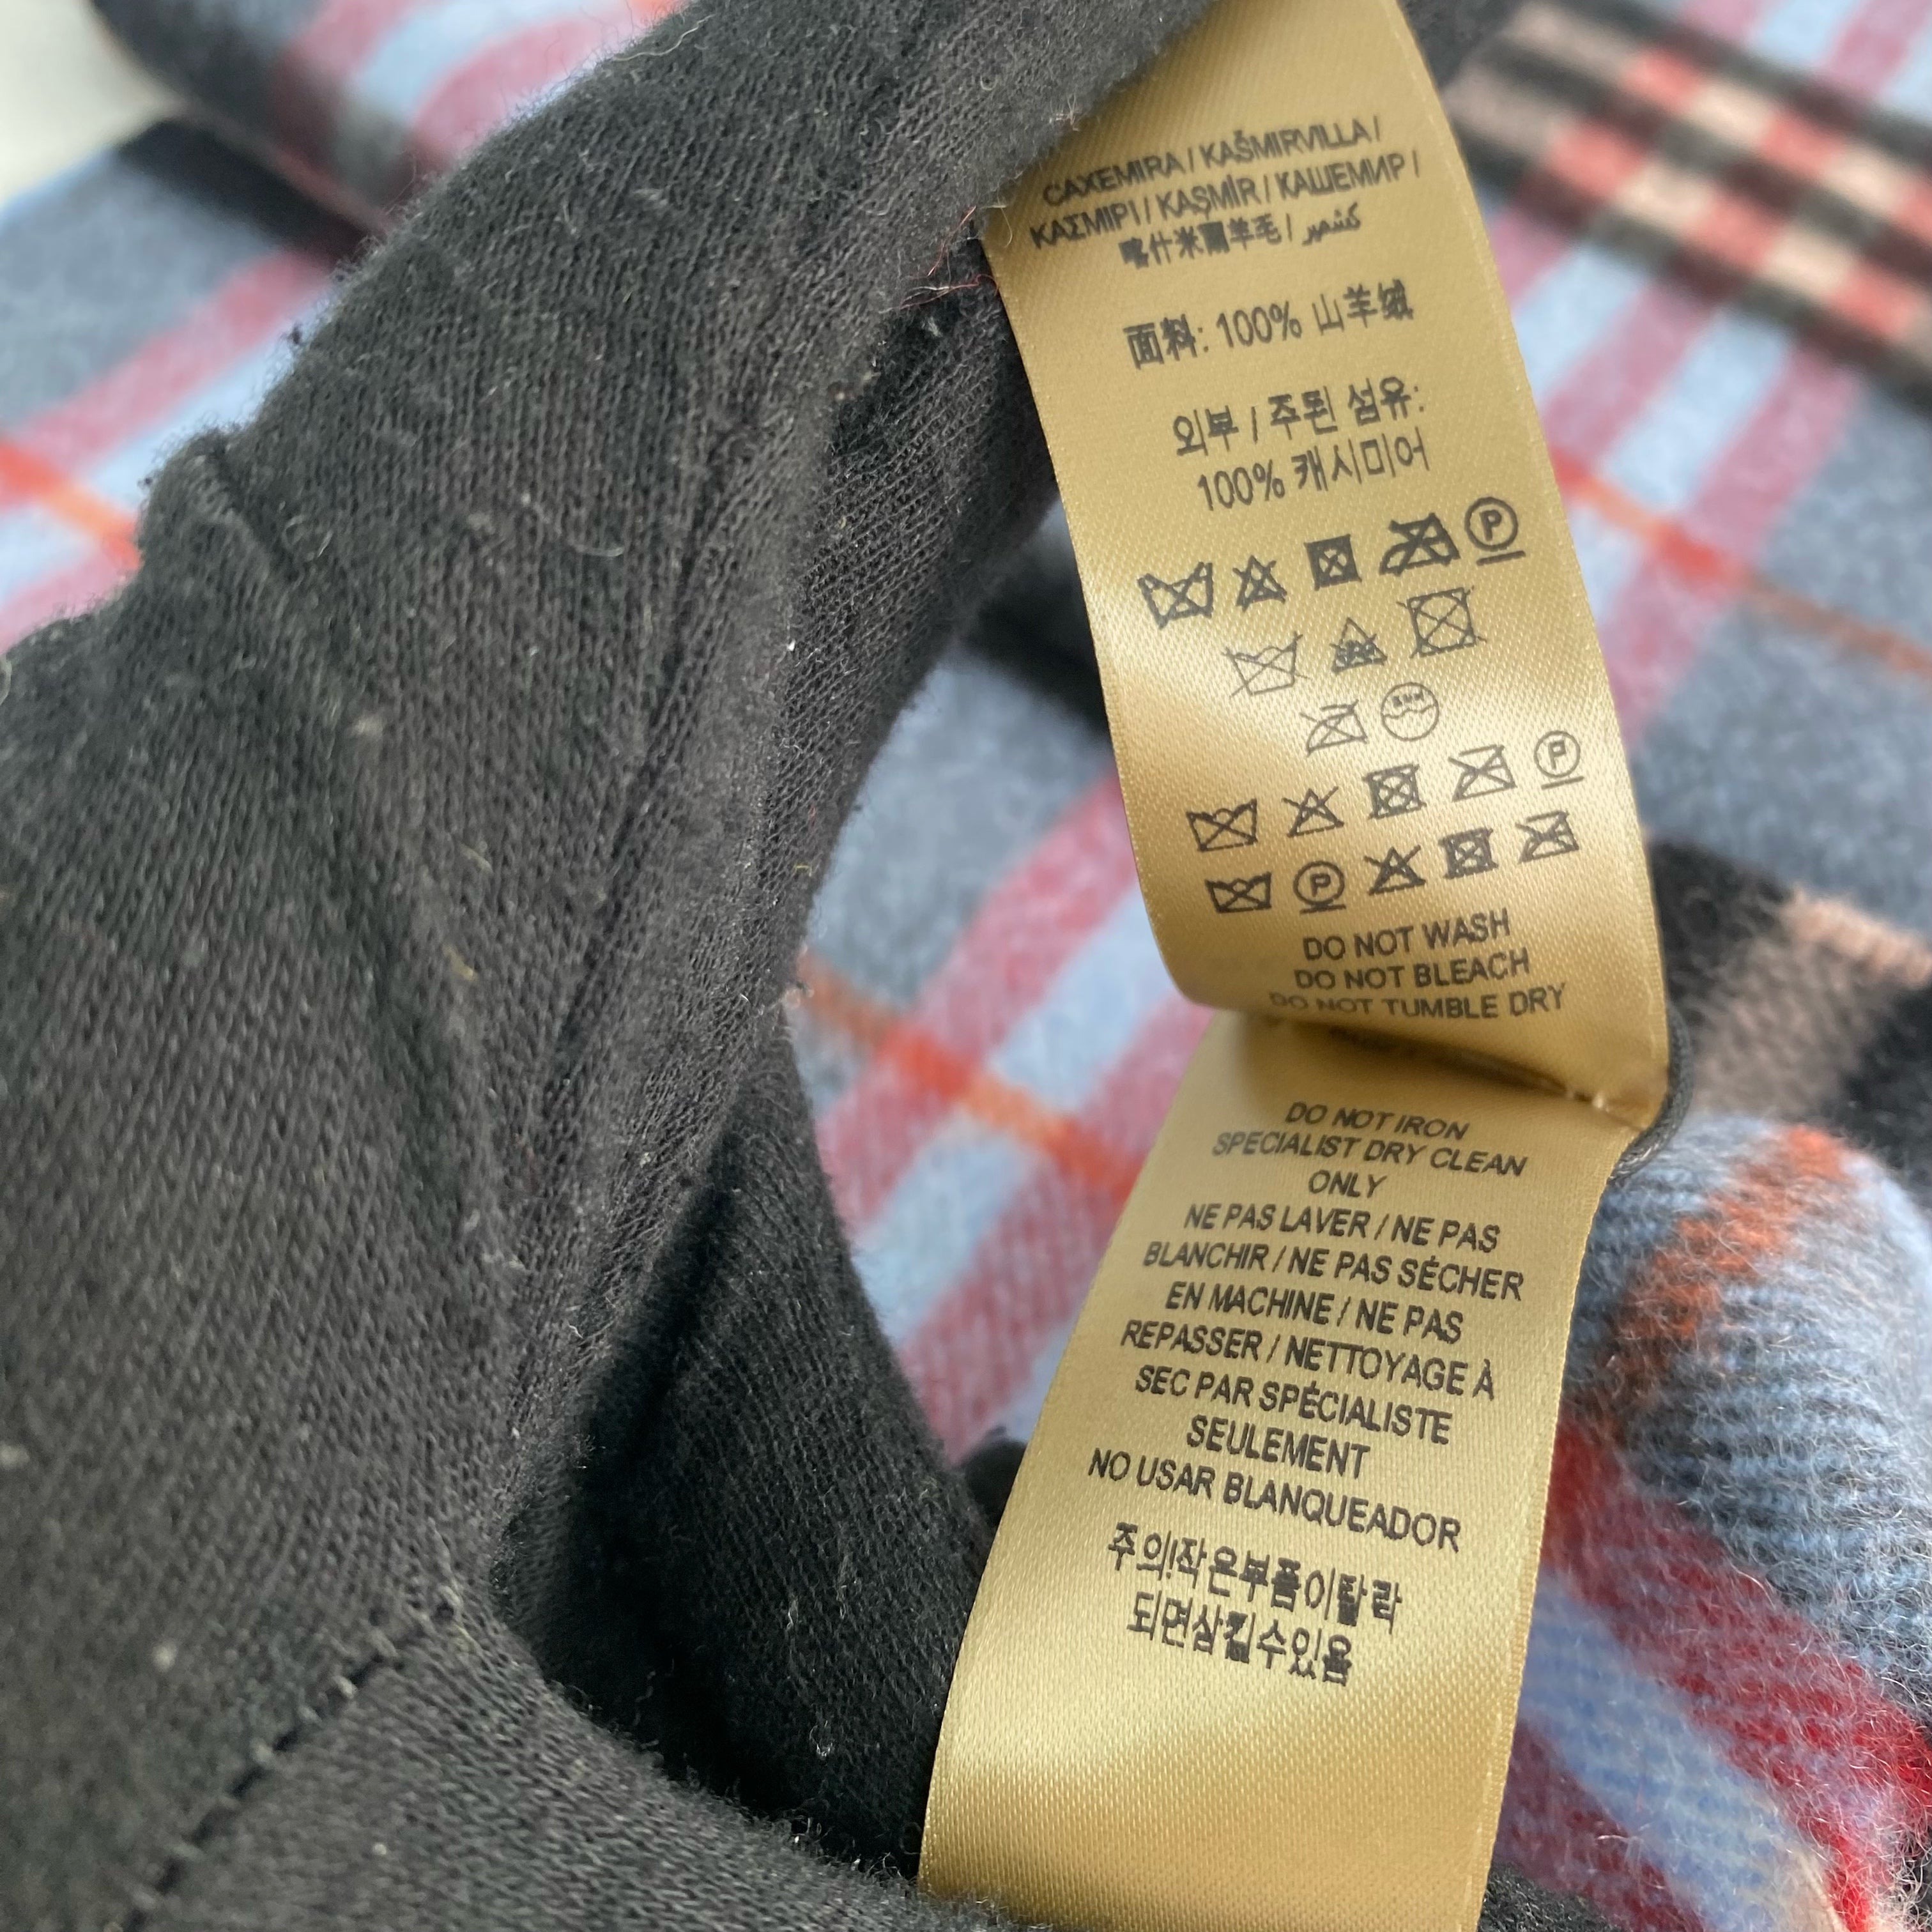 CAXEMIRA / KAŠMIRVILLA /
ΚΑΣΜΙΡΙ / KAŞMİR / КАШЕМИР /
喀什米爾羊毛 / كشمير
面料: 100% 山羊绒
외부 / 주된 섬유:
100% 캐시미어
P
P
P
DO NOT WASH
DO NOT BLEACH
DO NOT TUMBLE DRY
DO NOT IRON
SPECIALIST DRY CLEAN
ONLY
NE PAS LAVER / NE PAS
BLANCHIR / NE PAS SÉCHER
EN MACHINE / NE PAS
REPASSER / NETTOYAGE À
SEC PAR SPÉCIALISTE
SEULEMENT
NO USAR BLANQUEADOR
주의!작은부품이탈락
되면삼킬수있음